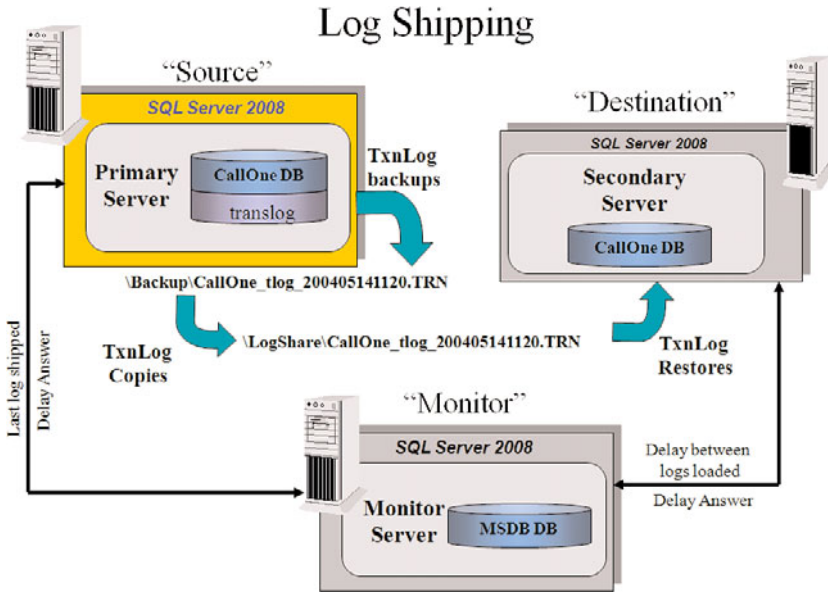 Log Shipping
“Source”
SQL Server 2008
Primary
Server
CallOne DB
translog
TxnLog
backups
“Destination”
SQL Server 2008
Secondary
Server
CallOne DB
\Backup\CallOne_tlog_200405141120.TRN
TxnLog
Copies
\LogShare\CallOne_tlog_200405141120.TRN
TxnLog
Restores
Last log shipped
Delay Answer
“Monitor”
SQL Server 2008
Monitor
Server
MSDB DB
Delay between
logs loaded
Delay Answer